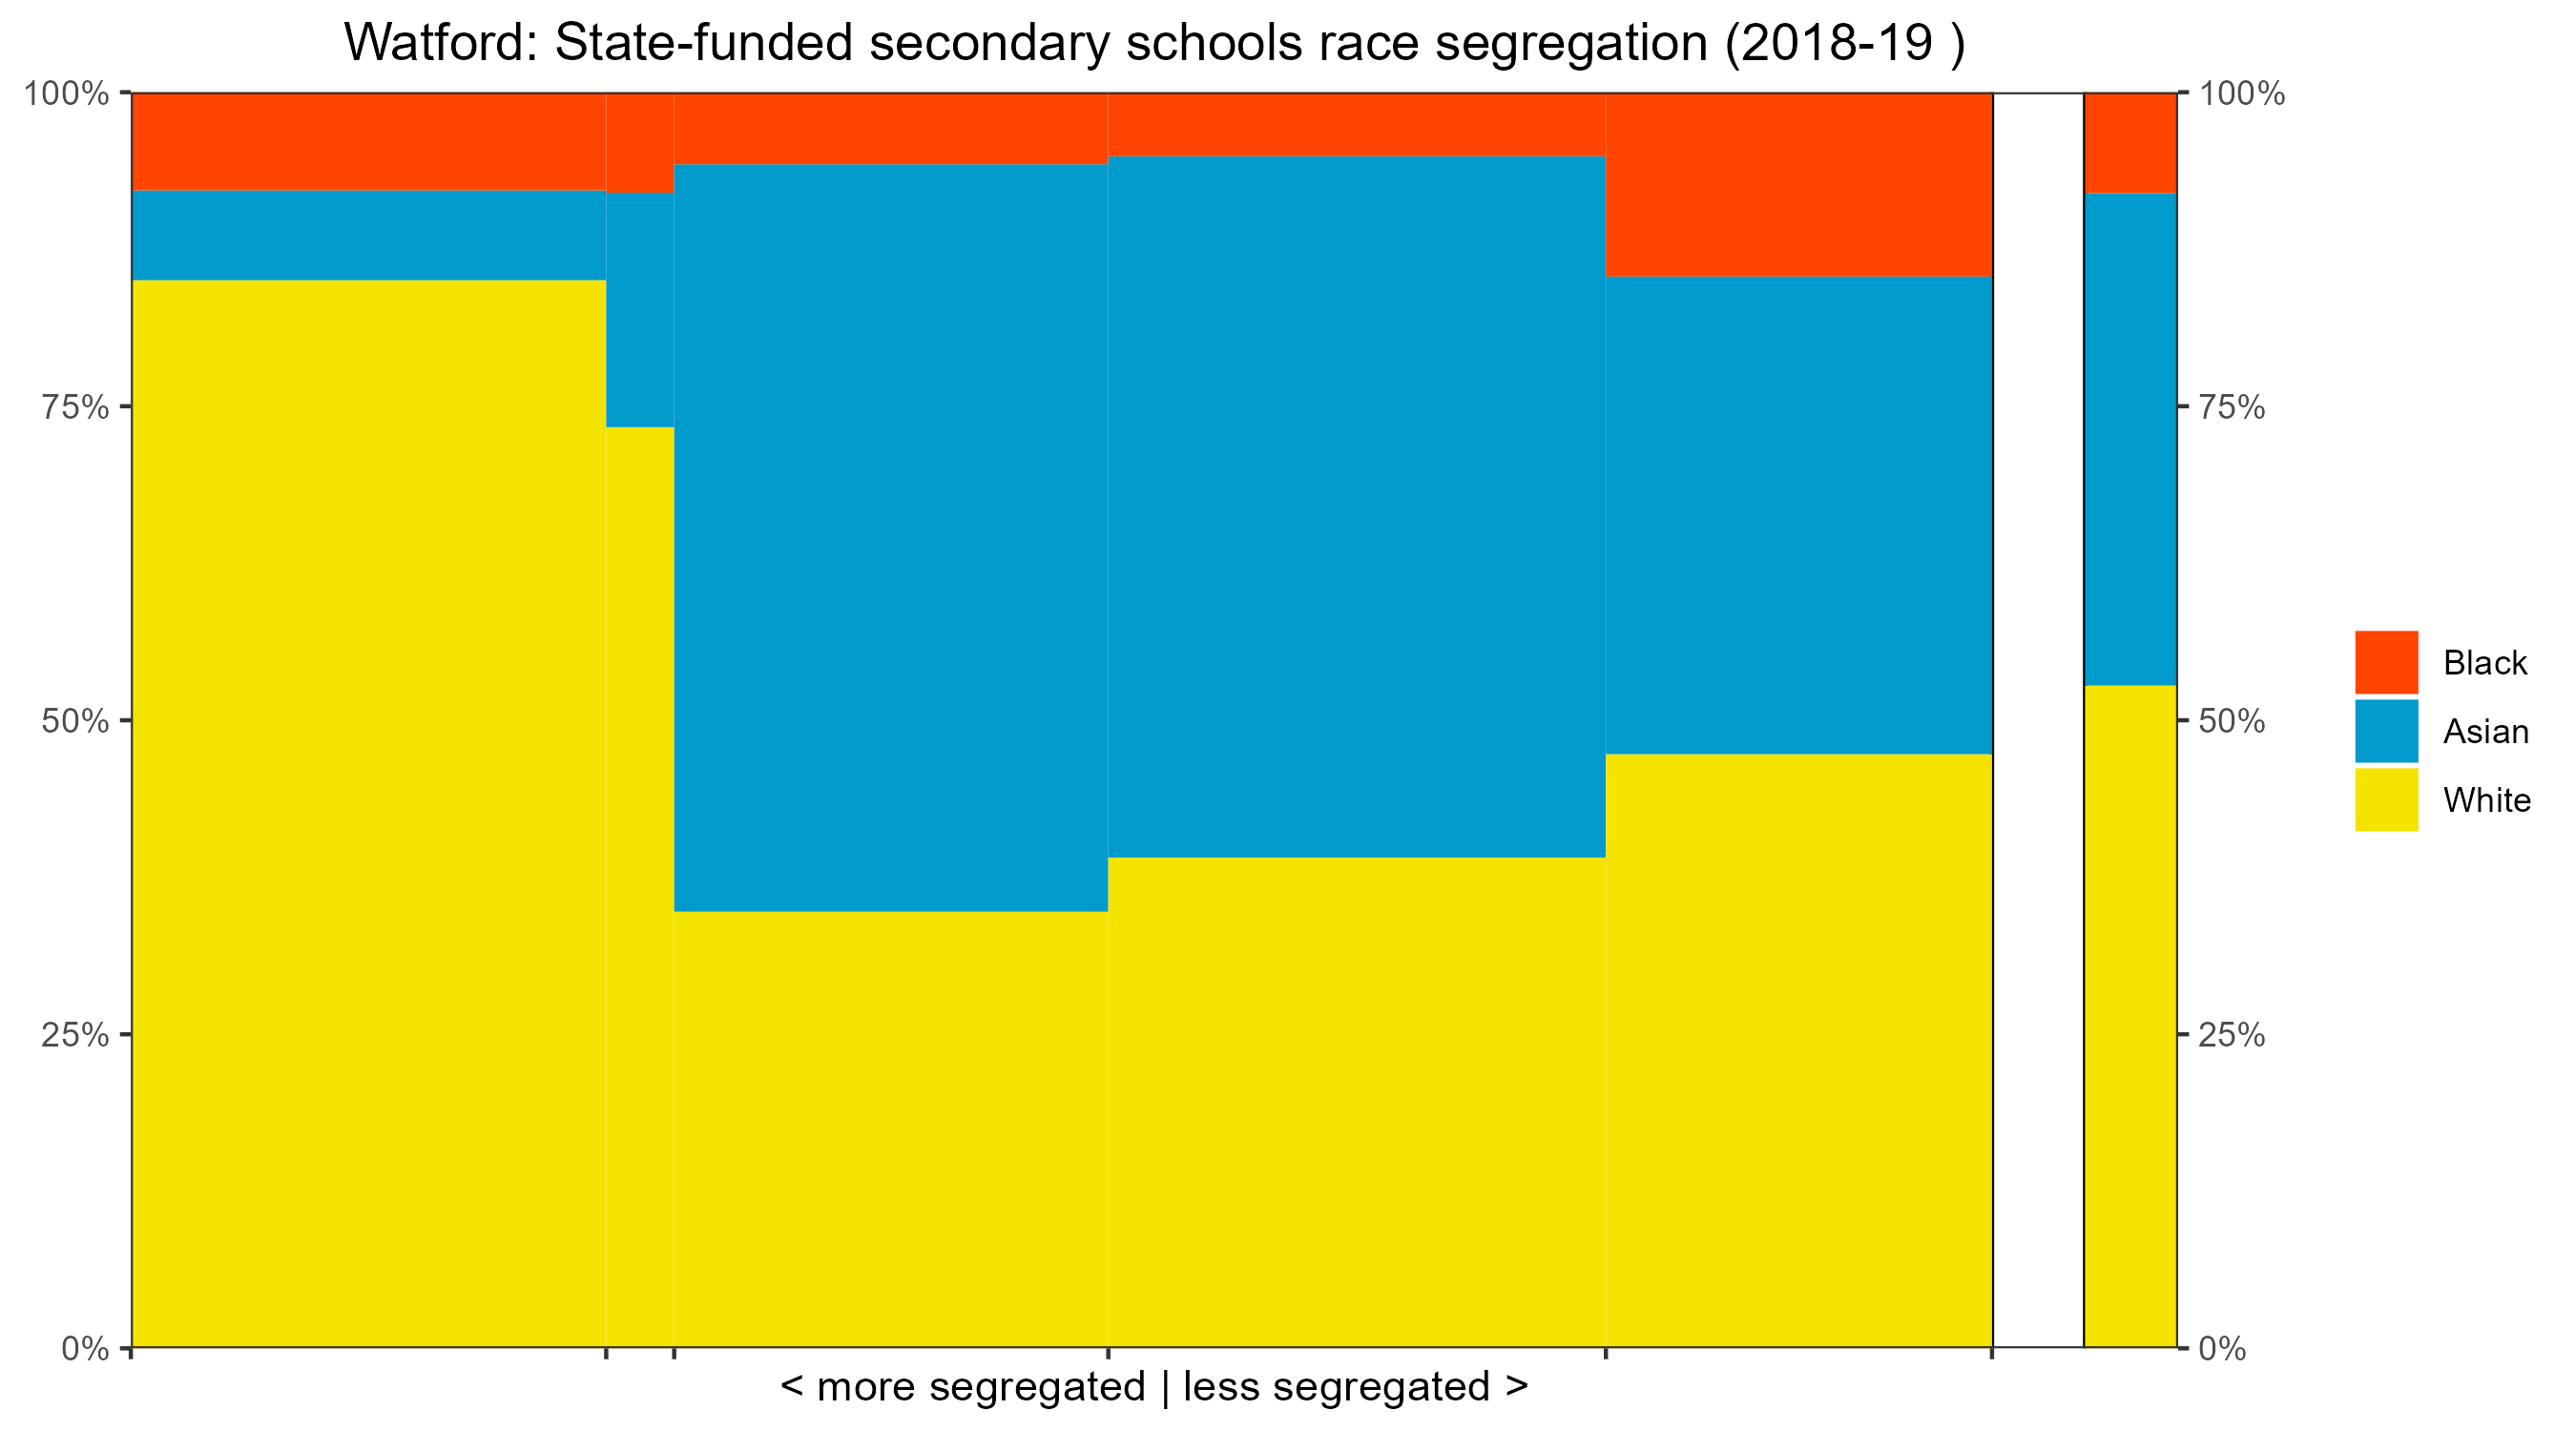 Watford: State-funded secondary schools race segregation (2018-19 )
100%
75%
50%
25%
0%
100%
75%
50%
25%
0%
< more segregated | less segregated >
Black
Asian
White